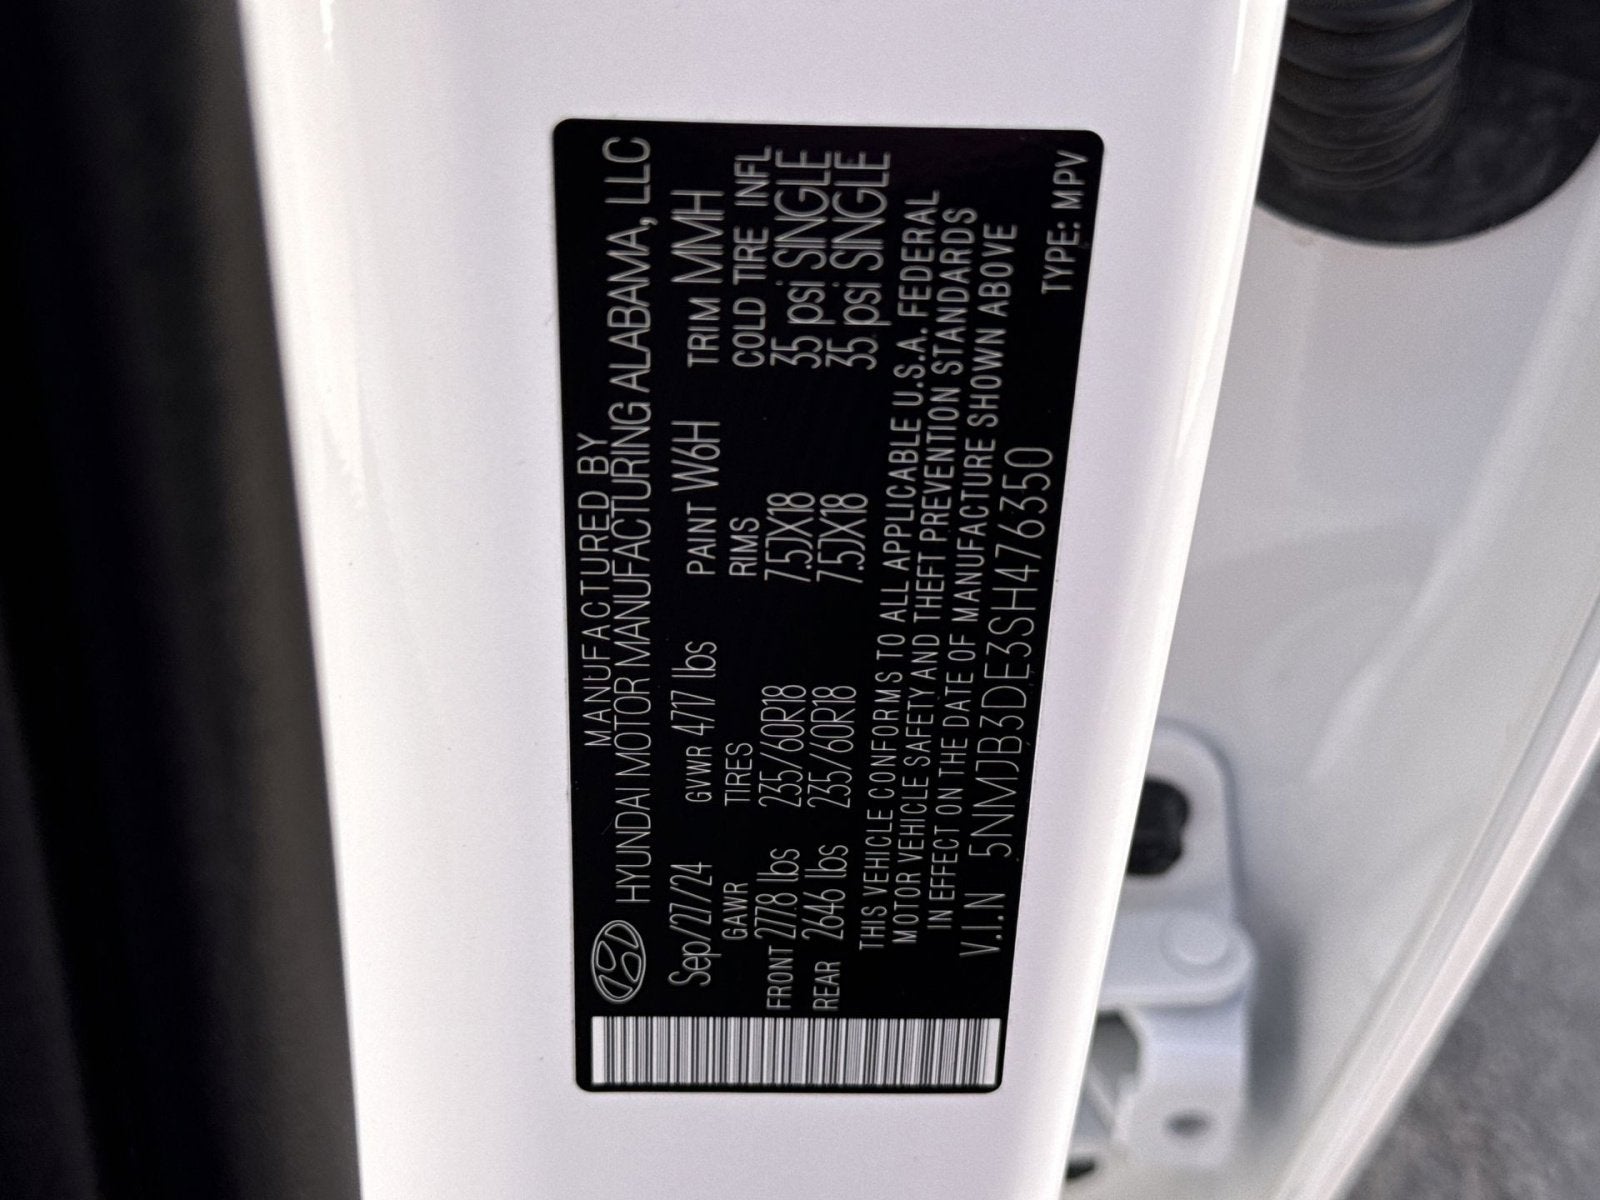 MANUFACTURED BY
HYUNDAI MOTOR MANUFACTURING ALABAMA, LLC
Sep/27/24 GVWR 4717 lbs PAINT W6H TRIM MMH
GAWR TIRES RIMS COLD TIRE INFL
FRONT 2778 lbs 235/60R18 7.5JX18 35 psi SINGLE
REAR 2646 lbs 235/60R18 7.5JX18 35 psi SINGLE
THIS VEHICLE CONFORMS TO ALL APPLICABLE U.S.A. FEDERAL
MOTOR VEHICLE SAFETY AND THEFT PREVENTION STANDARDS
IN EFFECT ON THE DATE OF MANUFACTURE SHOWN ABOVE
V.I.N 5NMJB3DE3SH476350
TYPE: MPV